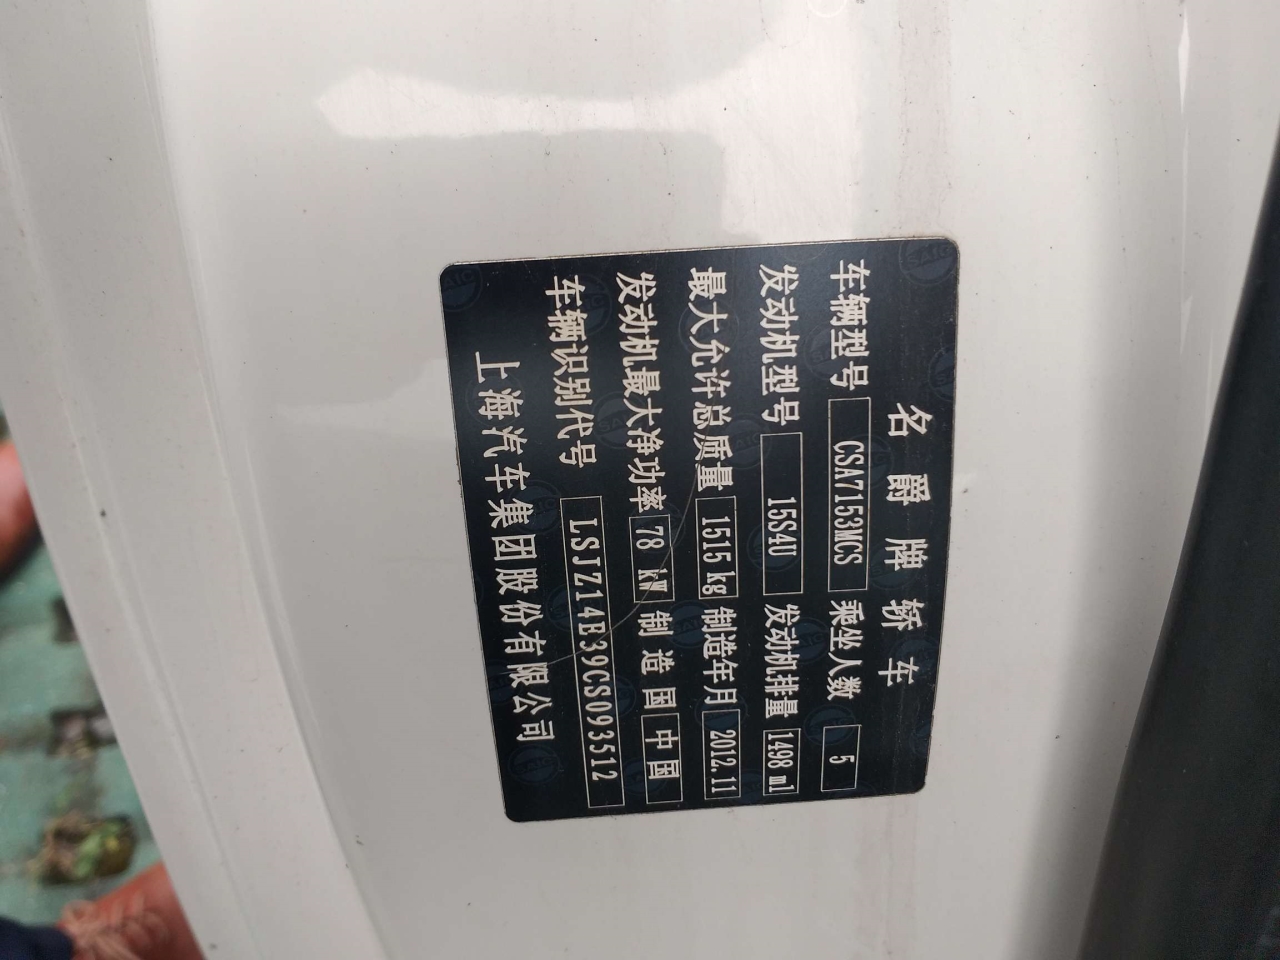 名爵牌轿车
车辆型号 CSA7153MCS 乘坐人数 5
发动机型号 15S4U 发动机排量 1498 ml
最大允许总质量 1515 kg 制造年月 2012.11
发动机最大净功率 78 kW 制造国 中国
车辆识别代号 LSJZ14E39CS093512
上海汽车集团股份有限公司